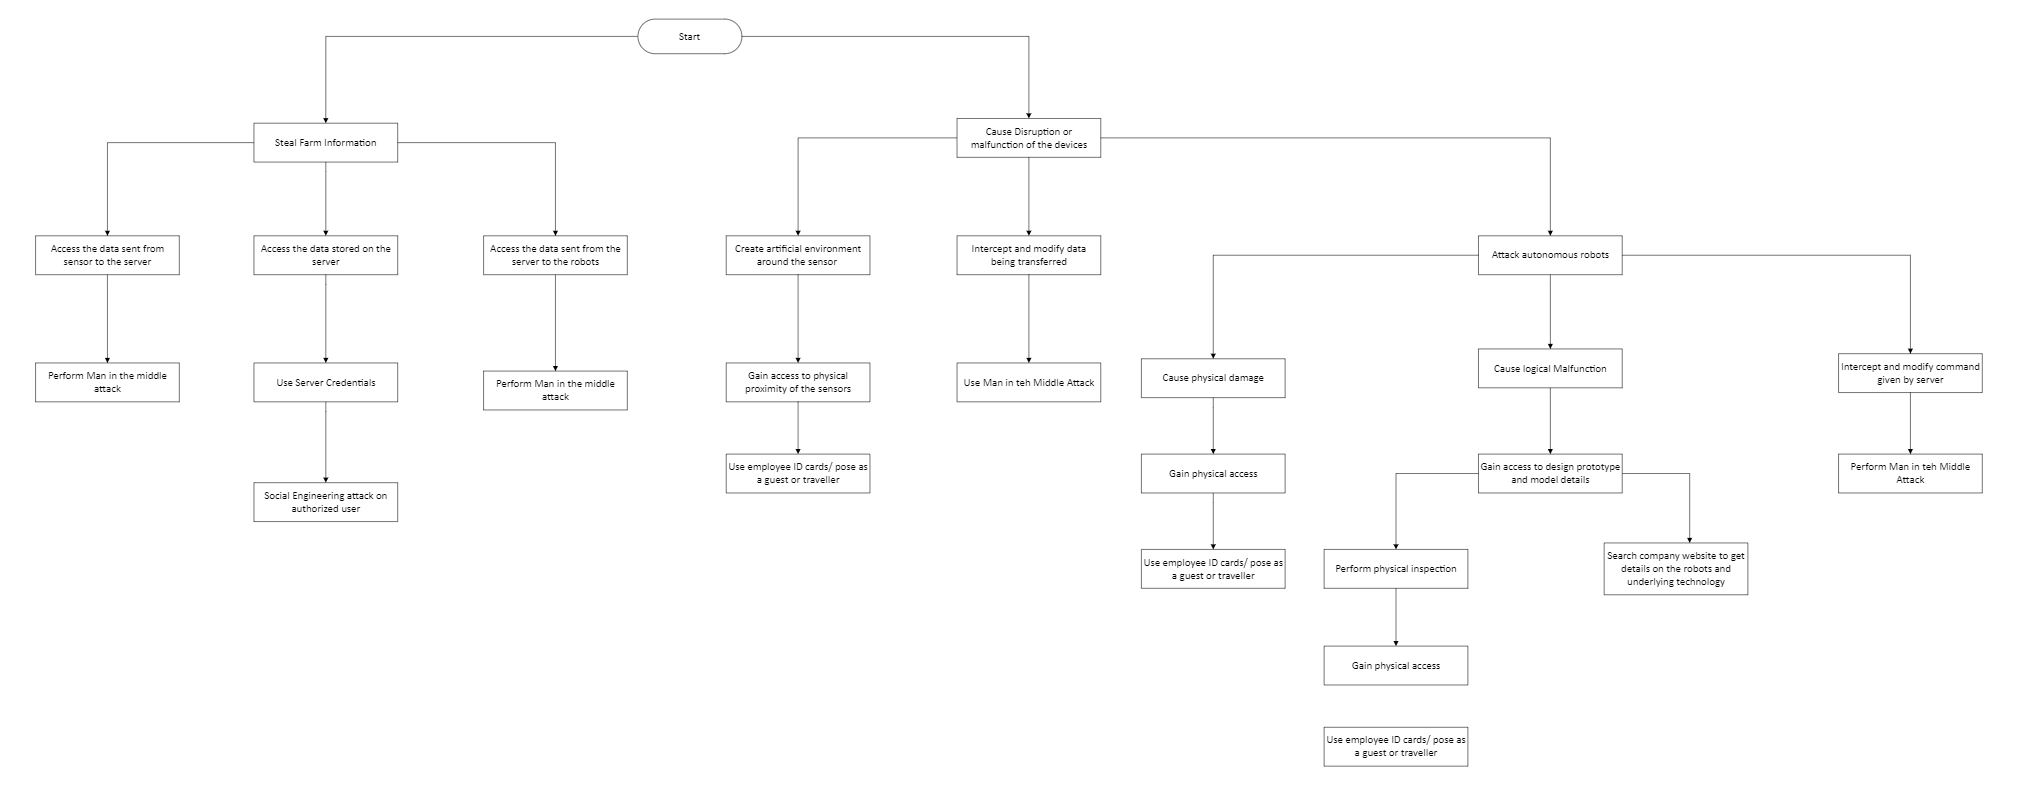 Start
Steal Farm Information
Cause Disruption or
malfunction of the devices
Access the data sent from
sensor to the server
Access the data stored on the
server
Access the data sent from the
server to the robots
Create artificial environment
around the sensor
Intercept and modify data
being transferred
Attack autonomous robots
Perform Man in the middle
attack
Use Server Credentials
Perform Man in the middle
attack
Gain access to physical
proximity of the sensors
Use Man in teh Middle Attack
Cause physical damage
Cause logical Malfunction
Intercept and modify command
given by server
Social Engineering attack on
authorized user
Use employee ID cards/ pose as
a guest or traveller
Gain physical access
Gain access to design prototype
and model details
Perform Man in teh Middle
Attack
Use employee ID cards/ pose as
a guest or traveller
Perform physical inspection
Search company website to get
details on the robots and
underlying technology
Gain physical access
Use employee ID cards/ pose as
a guest or traveller